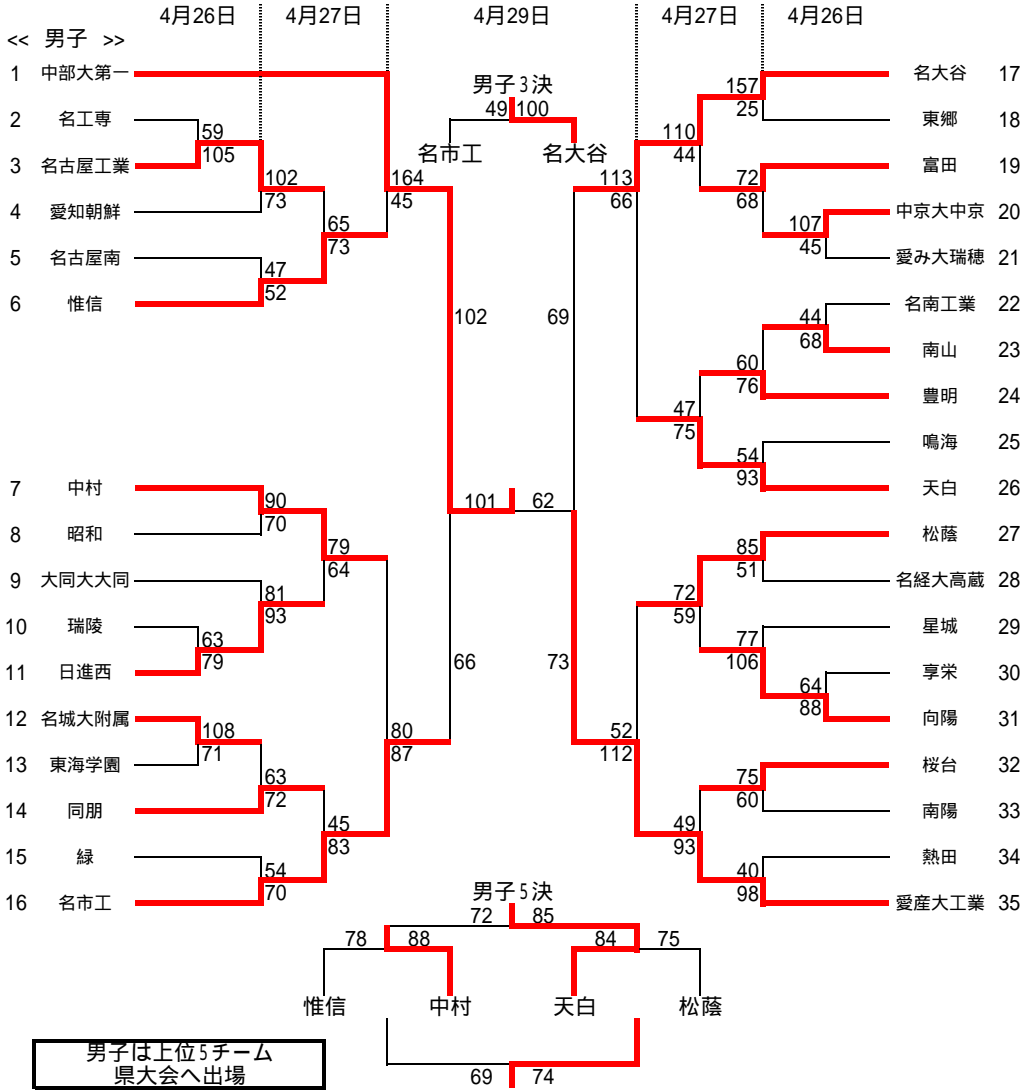 4月26日 4月27日 4月29日 4月27日 4月26日
<< 男子 >>
1 中部大第一
2 名工専
3 名古屋工業
4 愛知朝鮮
5 名古屋南
6 惟信
7 中村
8 昭和
9 大同大大同
10 瑞陵
11 日進西
12 名城大附属
13 東海学園
14 同朋
15 緑
16 名市工
59
105
102
73
47
52
65
73
164
45
102
90
70
63
79
81
93
79
64
108
71
63
72
54
70
45
83
80
87
66
男子3決
49 100
名市工 名大谷
101 62
69
73
113
66
110
44
157
25
72
68
107
45
44
68
60
76
54
93
47
75
85
51
72
59
77
106
64
88
52
112
75
60
49
93
40
98
名大谷 17
東郷 18
富田 19
中京大中京 20
愛み大瑞穂 21
名南工業 22
南山 23
豊明 24
鳴海 25
天白 26
松蔭 27
名経大高蔵 28
星城 29
享栄 30
向陽 31
桜台 32
南陽 33
熱田 34
愛産大工業 35
男子5決
72 85
78 88 84 75
惟信 中村 天白 松蔭
69 74
男子は上位5チーム
県大会へ出場